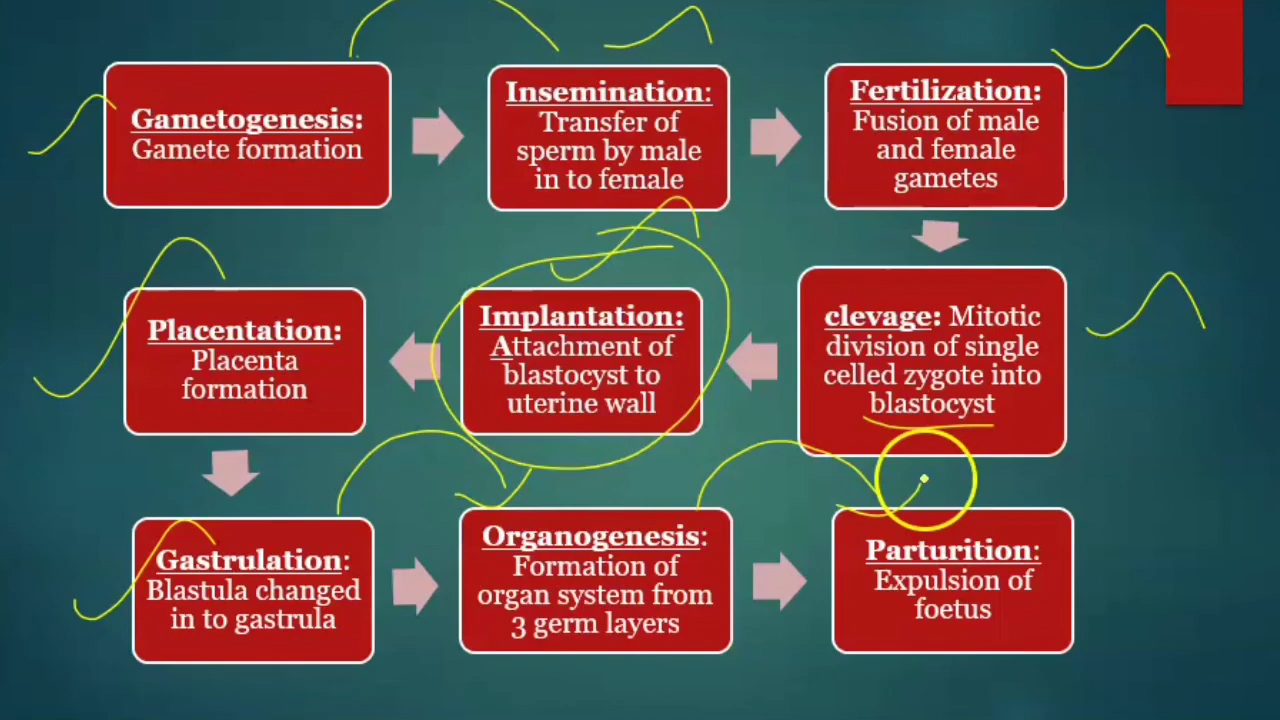 Gametogenesis:
Gamete formation
Insemination:
Transfer of
sperm by male
in to female
Fertilization:
Fusion of male
and female
gametes
clevage: Mitotic
division of single
celled zygote into
blastocyst
Implantation:
Attachment of
blastocyst to
uterine wall
Placentation:
Placenta
formation
Gastrulation:
Blastula changed
in to gastrula
Organogenesis:
Formation of
organ system from
3 germ layers
Parturition:
Expulsion of
foetus